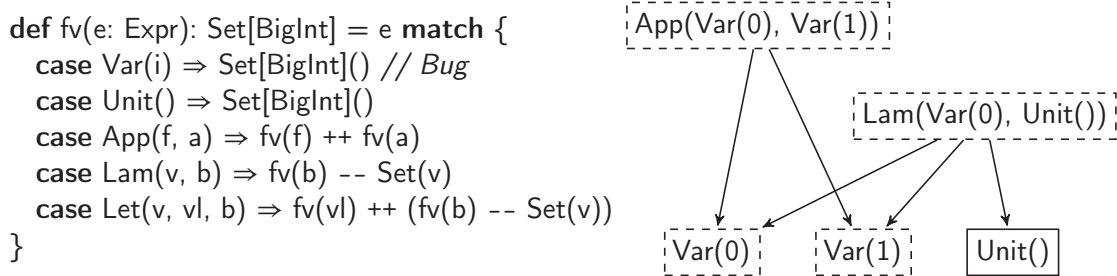 def fv(e: Expr): Set[BigInt] = e match {
case Var(i) ⇒ Set[BigInt]() // Bug
case Unit() ⇒ Set[BigInt]()
case App(f, a) ⇒ fv(f) ++ fv(a)
case Lam(v, b) ⇒ fv(b) -- Set(v)
case Let(v, vl, b) ⇒ fv(vl) ++ (fv(b) -- Set(v))
}
App(Var(0), Var(1))
Lam(Var(0), Unit())
Var(0)
Var(1)
Unit()